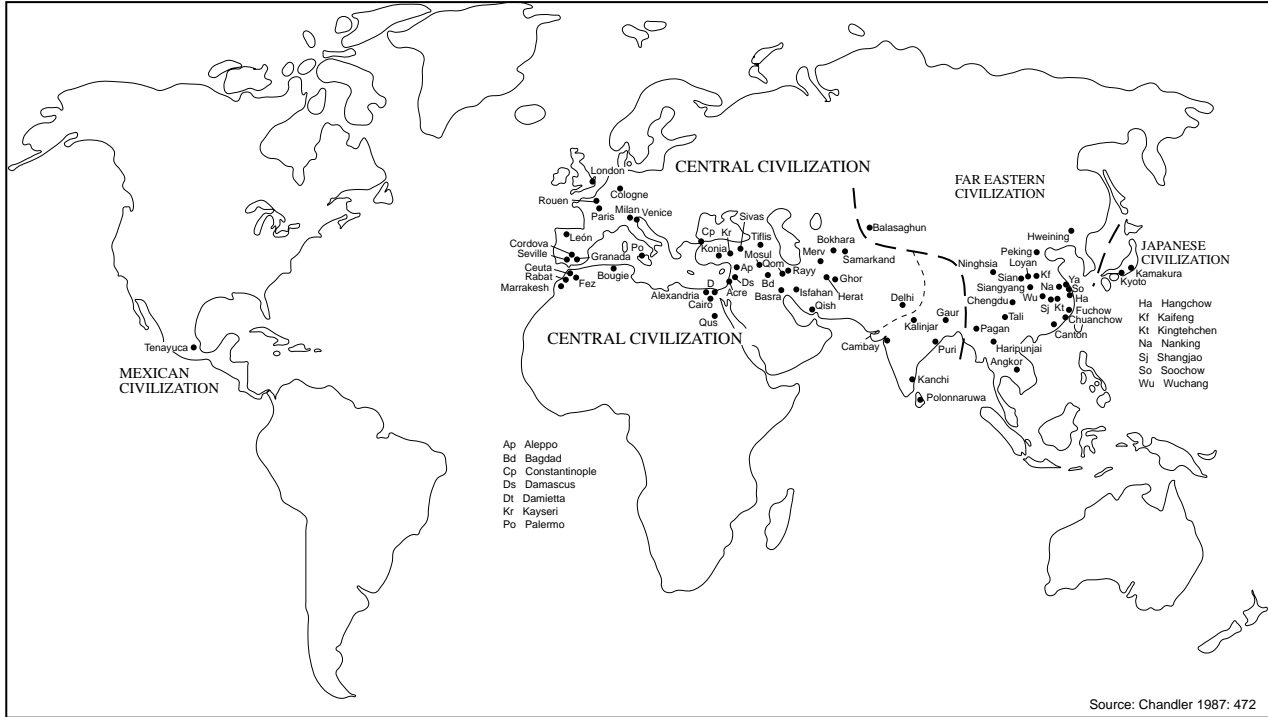 London
CENTRAL CIVILIZATION
FAR EASTERN
CIVILIZATION
Cologne
Rouen
Paris
Milan
Venice
Sivas
Balasaghun
León
Cp
Kr
Tiflis
Bokhara
Hweining
JAPANESE
CIVILIZATION
Cordova
Seville
Granada
Po
Konia
Mosul
Merv
Samarkand
Peking
Ninghsia
Loyan
Kf
Kamakura
Kyoto
Ceuta
Rabat
Marrakesh
Fez
Bougie
Ap
Qom
Rayy
Sian
Siangyang
Ya
So
Na
Ha
D
Ds
Bd
Ghor
Herat
Alexandria
Cairo
Acre
Basra
Isfahan
Qish
Delhi
Chengdu
Wu
Sj
Kt
Fuchow
Chuanchow
Qus
Gaur
Kalinjar
Tali
Canton
CENTRAL CIVILIZATION
Pagan
Tenayuca
Cambay
Puri
Haripunjai
Angkor
MEXICAN
CIVILIZATION
Kanchi
Polonnaruwa
Ha Hangchow
Kf Kaifeng
Kt Kingtehchen
Na Nanking
Sj Shangjao
So Soochow
Wu Wuchang
Ap Aleppo
Bd Bagdad
Cp Constantinople
Ds Damascus
Dt Damietta
Kr Kayseri
Po Palermo
Source: Chandler 1987: 472